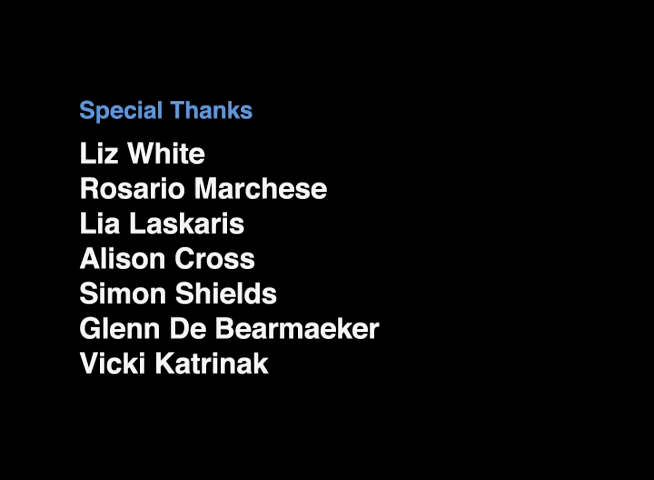 Special Thanks
Liz White
Rosario Marchese
Lia Laskaris
Alison Cross
Simon Shields
Glenn De Bearmaeker
Vicki Katrinak